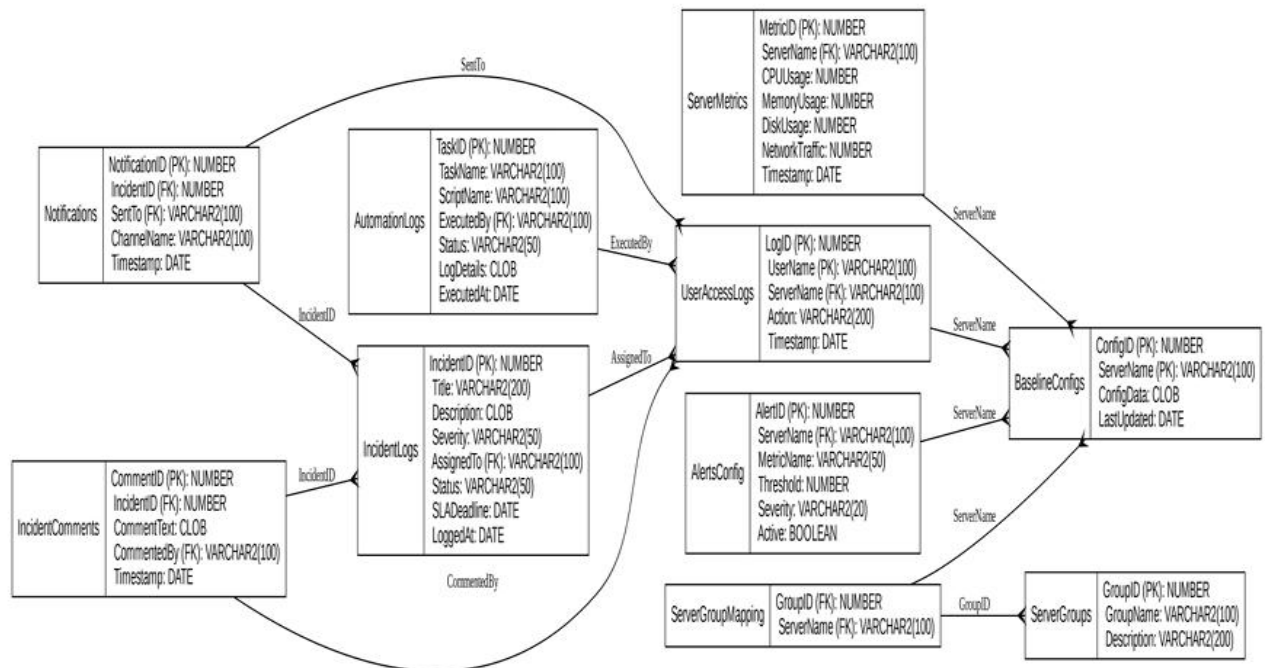 SentTo
Notifications
NotificationID (PK): NUMBER
IncidentID (FK): NUMBER
SentTo (FK): VARCHAR2(100)
ChannelName: VARCHAR2(100)
Timestamp: DATE
AutomationLogs
TaskID (PK): NUMBER
TaskName: VARCHAR2(100)
ScriptName: VARCHAR2(100)
ExecutedBy (FK): VARCHAR2(100)
Status: VARCHAR2(50)
LogDetails: CLOB
ExecutedAt: DATE
ServerMetrics
MetricID (PK): NUMBER
ServerName (FK): VARCHAR2(100)
CPUUsage: NUMBER
MemoryUsage: NUMBER
DiskUsage: NUMBER
NetworkTraffic: NUMBER
Timestamp: DATE
ServerName
ExecutedBy
UserAccessLogs
LogID (PK): NUMBER
UserName (PK): VARCHAR2(100)
ServerName (FK): VARCHAR2(100)
Action: VARCHAR2(200)
Timestamp: DATE
ServerName
IncidentID
AssignedTo
IncidentLogs
IncidentID (PK): NUMBER
Title: VARCHAR2(200)
Description: CLOB
Severity: VARCHAR2(50)
AssignedTo (FK): VARCHAR2(100)
Status: VARCHAR2(50)
SLADeadline: DATE
LoggedAt: DATE
BaselineConfigs
ConfigID (PK): NUMBER
ServerName (PK): VARCHAR2(100)
ConfigData: CLOB
LastUpdated: DATE
AlertsConfig
AlertID (PK): NUMBER
ServerName (FK): VARCHAR2(100)
MetricName: VARCHAR2(50)
Threshold: NUMBER
Severity: VARCHAR2(20)
Active: BOOLEAN
ServerName
IncidentComments
CommentID (PK): NUMBER
IncidentID (FK): NUMBER
CommentText: CLOB
CommentedBy (FK): VARCHAR2(100)
Timestamp: DATE
IncidentID
CommentedBy
ServerName
ServerGroupMapping
GroupID (FK): NUMBER
ServerName (FK): VARCHAR2(100)
GroupID
ServerGroups
GroupID (PK): NUMBER
GroupName: VARCHAR2(100)
Description: VARCHAR2(200)